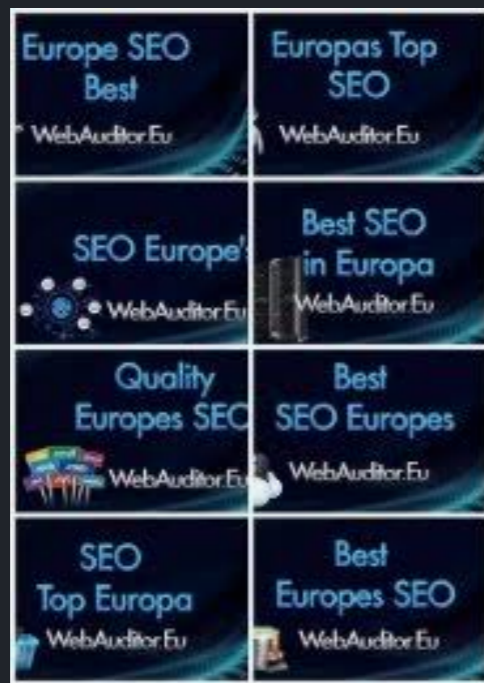 Europe SEO
Best
WebAuditor.Eu
Europas Top
SEO
WebAuditor.Eu
SEO Europe's
WebAuditor.Eu
Best SEO
in Europa
WebAuditor.Eu
Quality
Europes SEO
WebAuditor.Eu
Best
SEO Europes
WebAuditor.Eu
SEO
Top Europa
WebAuditor.Eu
Best
Europes SEO
WebAuditor.Eu